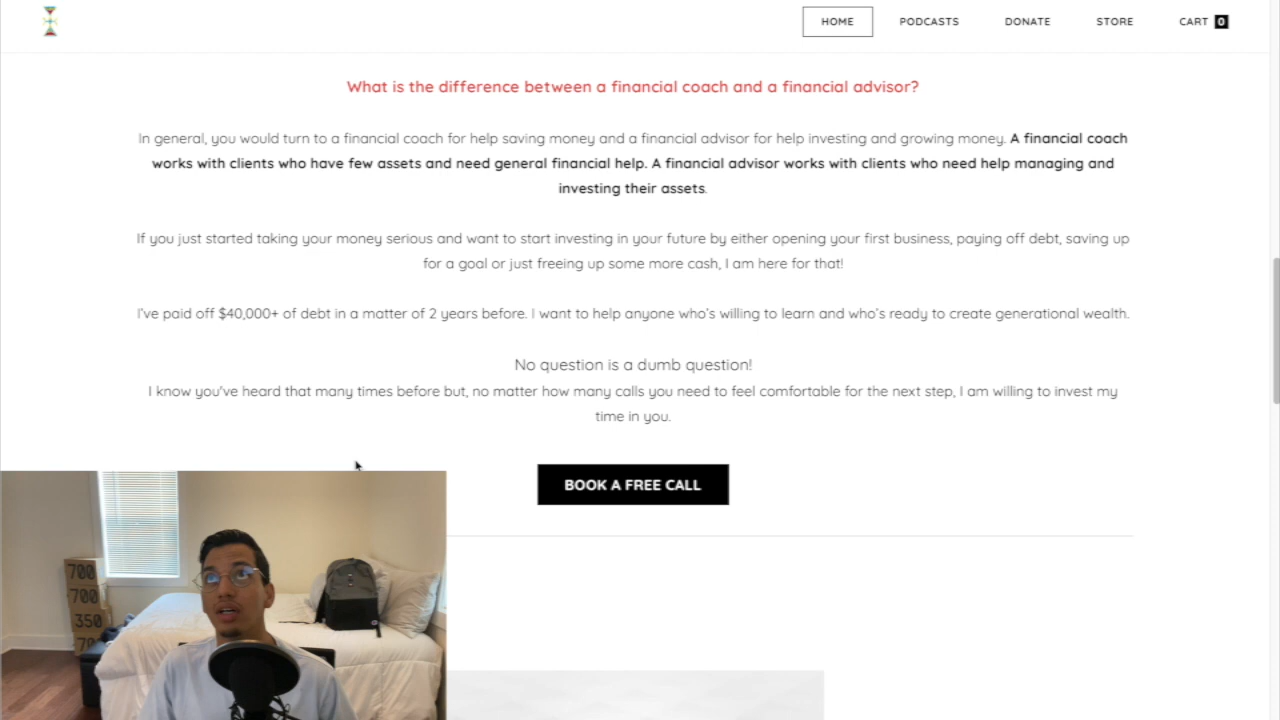 HOME
PODCASTS
DONATE
STORE
CART 0
What is the difference between a financial coach and a financial advisor?
In general, you would turn to a financial coach for help saving money and a financial advisor for help investing and growing money. A financial coach
works with clients who have few assets and need general financial help. A financial advisor works with clients who need help managing and
investing their assets.
If you just started taking your money serious and want to start investing in your future by either opening your first business, paying off debt, saving up
for a goal or just freeing up some more cash, I am here for that!
I've paid off $40,000+ of debt in a matter of 2 years before. I want to help anyone who's willing to learn and who's ready to create generational wealth.
No question is a dumb question!
I know you've heard that many times before but, no matter how many calls you need to feel comfortable for the next step, I am willing to invest my
time in you.
BOOK A FREE CALL
700
700
350